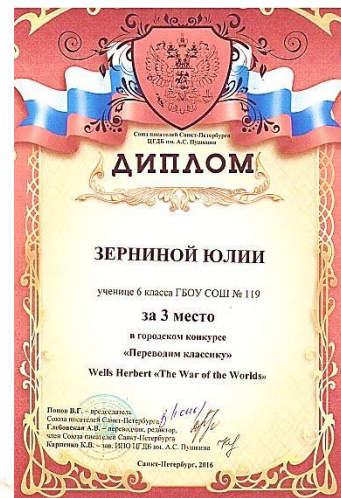 Союз писателей Санкт-Петербурга
ЦГДБ им. А.С. Пушкина
ДИПЛОМ
ЗЕРНИНОЙ ЮЛИИ
ученице 6 класса ГБОУ СОШ № 119
за 3 место
в городском конкурсе
«Переводим классику»
Wells Herbert «The War of the Worlds»
Попов В.Г. – председатель
Союза писателей Санкт-Петербурга
Глебовская А.В. – переводчик, редактор,
член Союза писателей Санкт-Петербурга
Карпенко К.В. – зав. ИПО ЦГДБ им. А.С. Пушкина
Санкт-Петербург, 2016